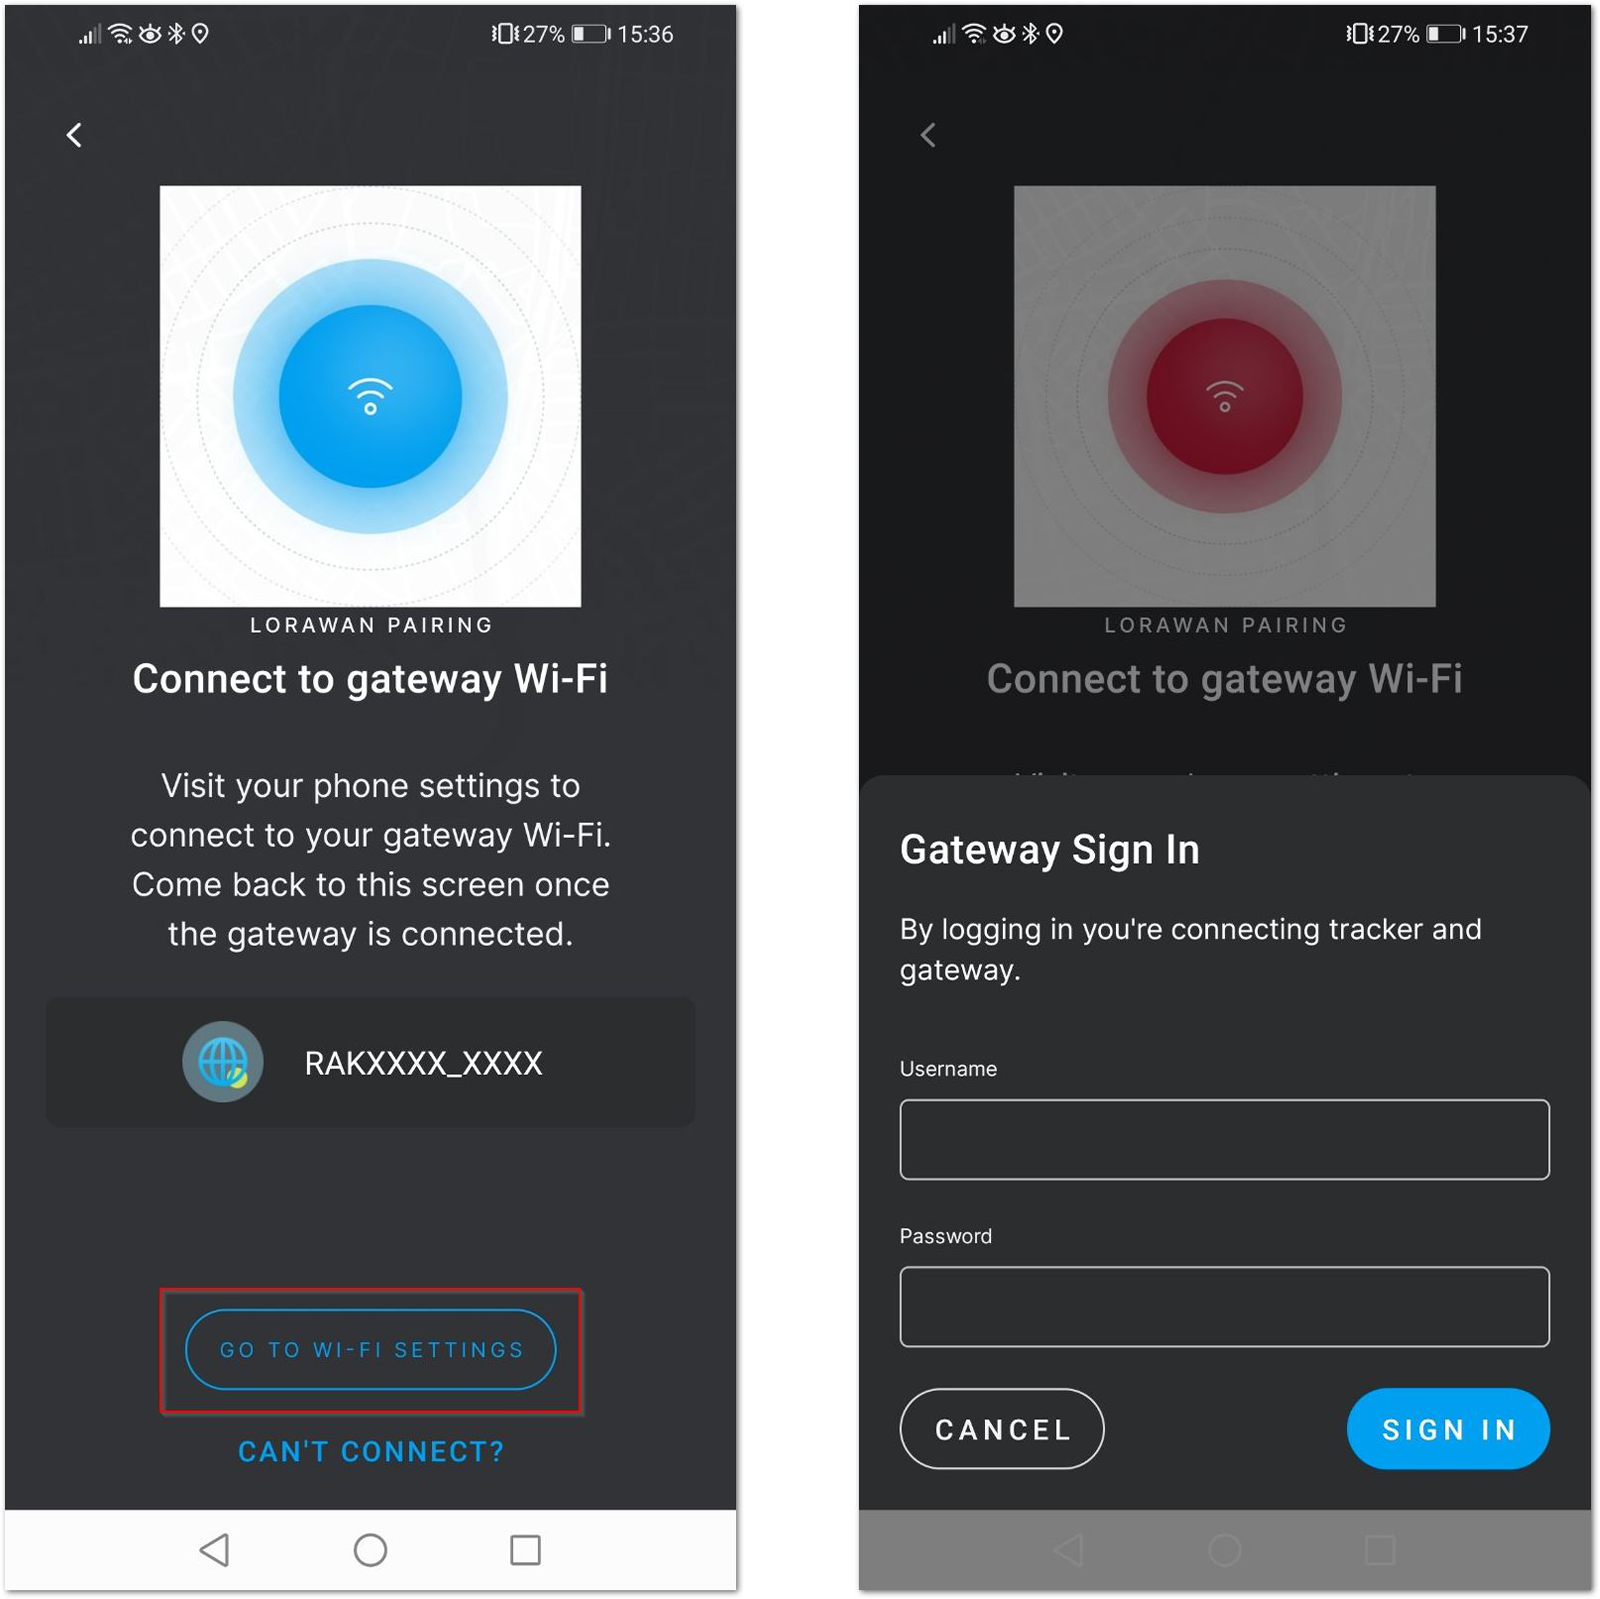 27% 15:36
LORAWAN PAIRING
Connect to gateway Wi-Fi
Visit your phone settings to
connect to your gateway Wi-Fi.
Come back to this screen once
the gateway is connected.
RAKXXXX_XXXX
GO TO WI-FI SETTINGS
CAN'T CONNECT?
27% 15:37
LORAWAN PAIRING
Connect to gateway Wi-Fi
Gateway Sign In
By logging in you're connecting tracker and
gateway.
Username
Password
CANCEL
SIGN IN